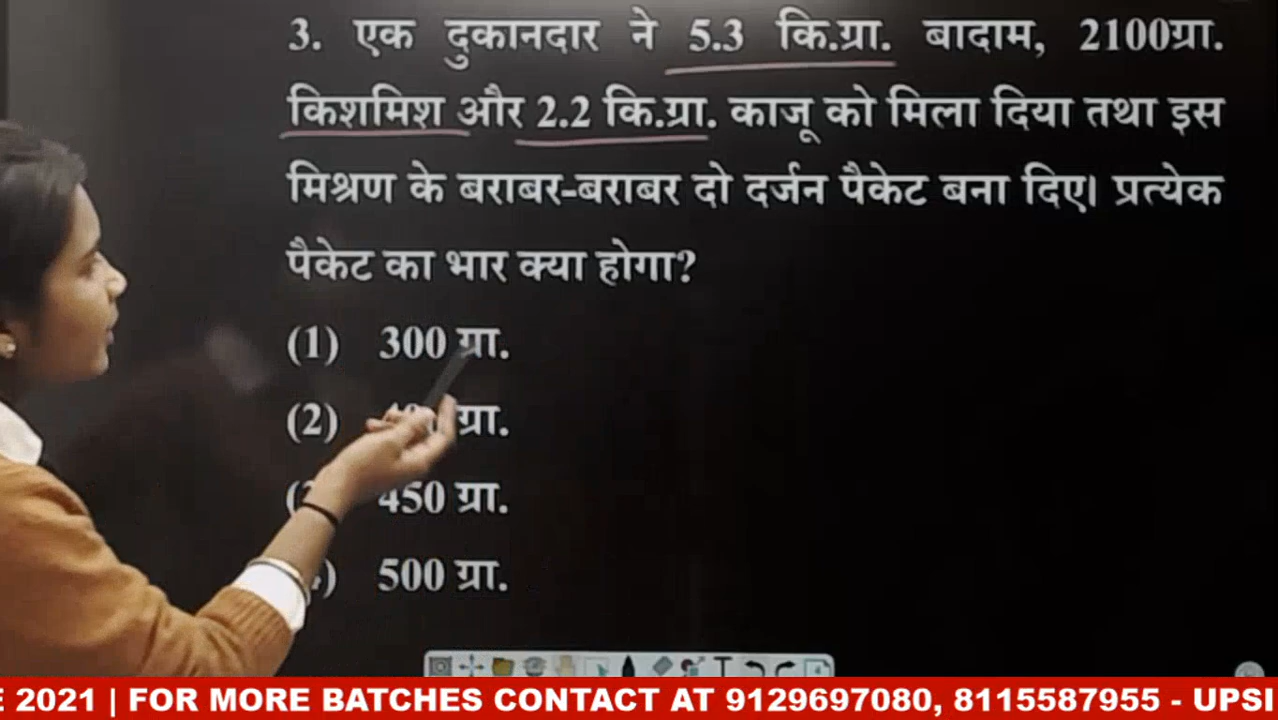 3. एक दुकानदार ने 5.3 कि.ग्रा. बादाम, 2100ग्रा.
किशमिश और 2.2 कि.ग्रा. काजू को मिला दिया तथा इस
मिश्रण के बराबर-बराबर दो दर्जन पैकेट बना दिए। प्रत्येक
पैकेट का भार क्या होगा?
(1) 300 ग्रा.
(2) ग्रा.
450 ग्रा.
500 ग्रा.
2021 | FOR MORE BATCHES CONTACT AT 9129697080, 8115587955 - UPSI